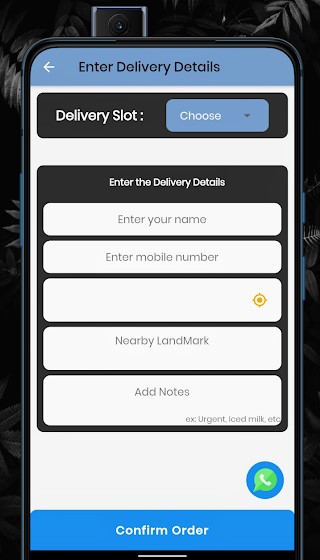 Enter Delivery Details
Delivery Slot : Choose
Enter the Delivery Details
Enter your name
Enter mobile number
Nearby LandMark
Add Notes
ex: Urgent, Iced milk, etc
Confirm Order